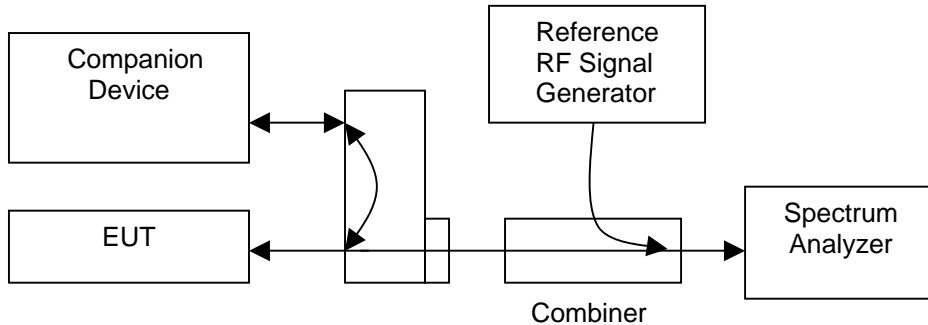 Companion
Device
Reference
RF Signal
Generator
EUT
Spectrum
Analyzer
Combiner